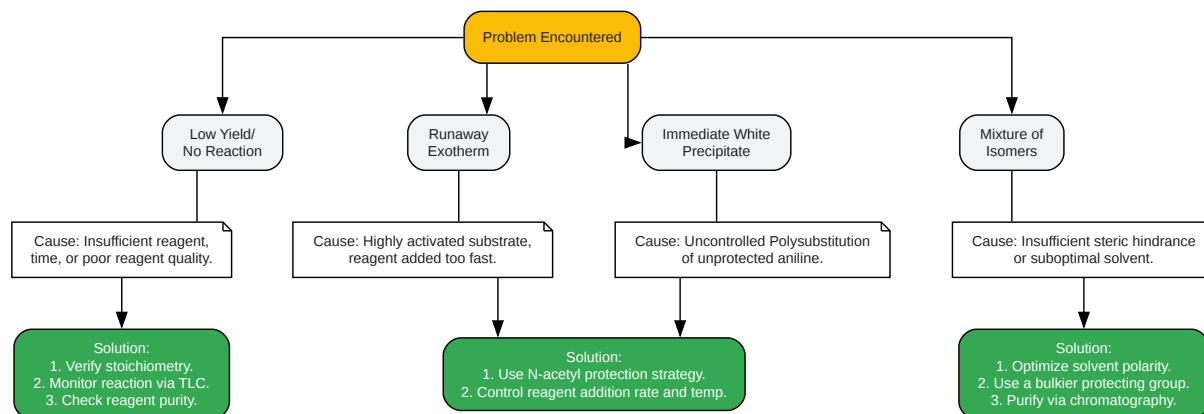 Problem Encountered
Low Yield/
No Reaction
Runaway
Exotherm
Immediate White
Precipitate
Mixture of
Isomers
Cause: Insufficient reagent,
time, or poor reagent quality.
Cause: Highly activated substrate,
reagent added too fast.
Cause: Uncontrolled Polysubstitution
of unprotected aniline.
Cause: Insufficient steric hindrance
or suboptimal solvent.
Solution:
1. Verify stoichiometry.
2. Monitor reaction via TLC.
3. Check reagent purity.
Solution:
1. Use N-acetyl protection strategy.
2. Control reagent addition rate and temp.
Solution:
1. Optimize solvent polarity.
2. Use a bulkier protecting group.
3. Purify via chromatography.